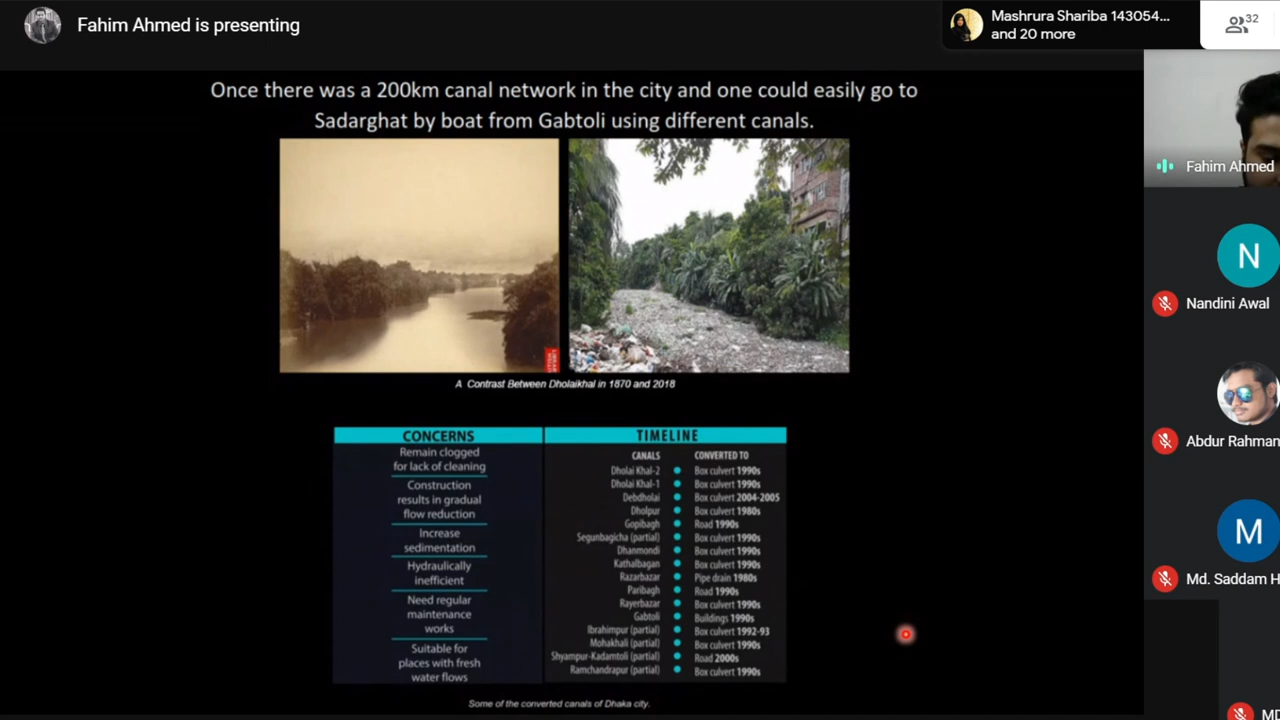 Fahim Ahmed is presenting
Mashrura Shariba 143054...
and 20 more
32
Once there was a 200km canal network in the city and one could easily go to
Sadarghat by boat from Gabtoli using different canals.
A Contrast Between Dholaikhal in 1870 and 2018
CONCERNS
Remain clogged
for lack of cleaning
Construction
results in gradual
flow reduction
Increase
sedimentation
Hydraulically
inefficient
Need regular
maintenance
works
Suitable for
places with fresh
water flows
TIMELINE
CANALS CONVERTED TO
Dholai Khal-2 Box culvert 1990s
Dholai Khal-1 Box culvert 1990s
Debdholai Box culvert 2004-2005
Dholpur Box culvert 1980s
Gopibagh Road 1990s
Segunbagicha (partial) Box culvert 1990s
Dhanmondi Box culvert 1990s
Kathalbagan Box culvert 1990s
Razarbazar Pipe drain 1980s
Paribagh Road 1990s
Rayerbazar Box culvert 1990s
Gabtoli Buildings 1990s
Ibrahimpur (partial) Box culvert 1992-93
Mohakhali (partial) Box culvert 1990s
Shyampur-Kadamtoli (partial) Road 2000s
Ramchandrapur (partial) Box culvert 1990s
Some of the converted canals of Dhaka city.
Fahim Ahmed
N
Nandini Awal
Abdur Rahman
M
Md. Saddam H
MD